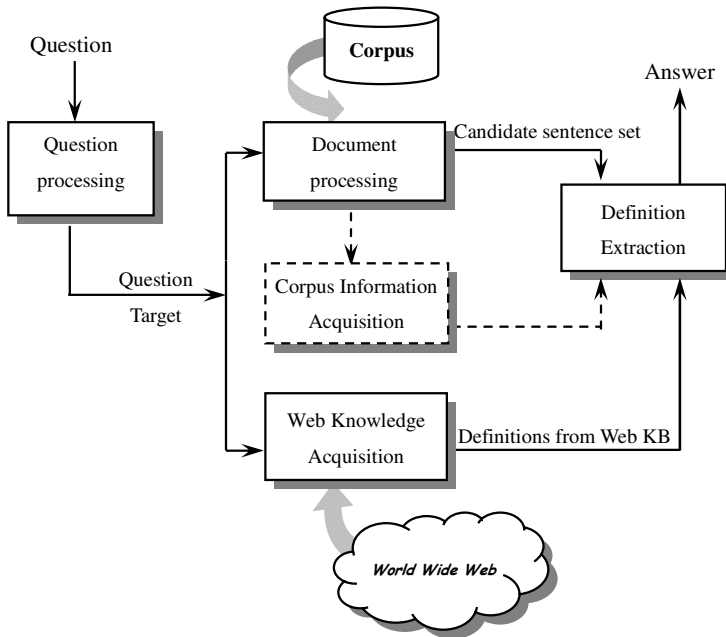 Question
Corpus
Answer
Question
processing
Document
processing
Candidate sentence set
Definition
Extraction
Question
Target
Corpus Information
Acquisition
Web Knowledge
Acquisition
Definitions from Web KB
World Wide Web